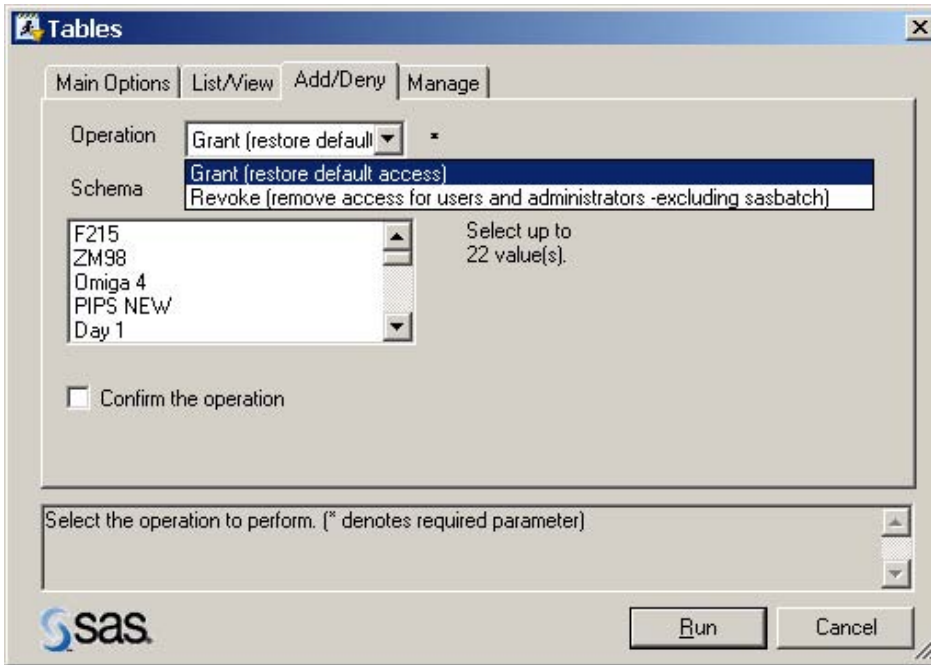 Tables
Main Options List/View Add/Deny Manage
Operation Grant (restore defaul *
Grant (restore default access)
Schema
Revoke (remove access for users and administrators -excluding sasbatch)
F215
ZM98
Omiga 4
PIPS NEW
Day 1
Select up to
22 value(s).
Confirm the operation
Select the operation to perform. (* denotes required parameter)
sas.
Run Cancel